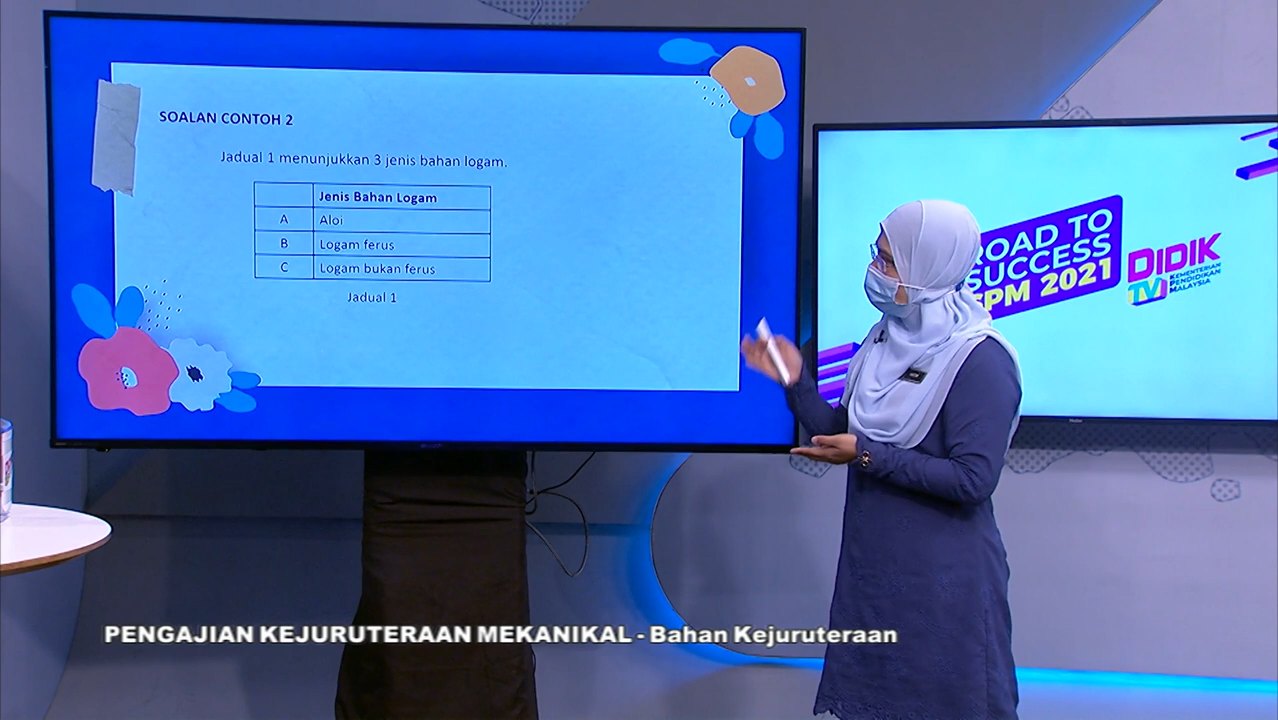 SOALAN CONTOH 2
Jadual 1 menunjukkan 3 jenis bahan logam.
Jenis Bahan Logam
A Aloi
B Logam ferus
C Logam bukan ferus
Jadual 1
ROAD TO
SUCCESS
SPM 2021
DIDIK
TV
KEMENTERIAN
PENDIDIKAN
MALAYSIA
PENGAJIAN KEJURUTERAAN MEKANIKAL - Bahan Kejuruteraan